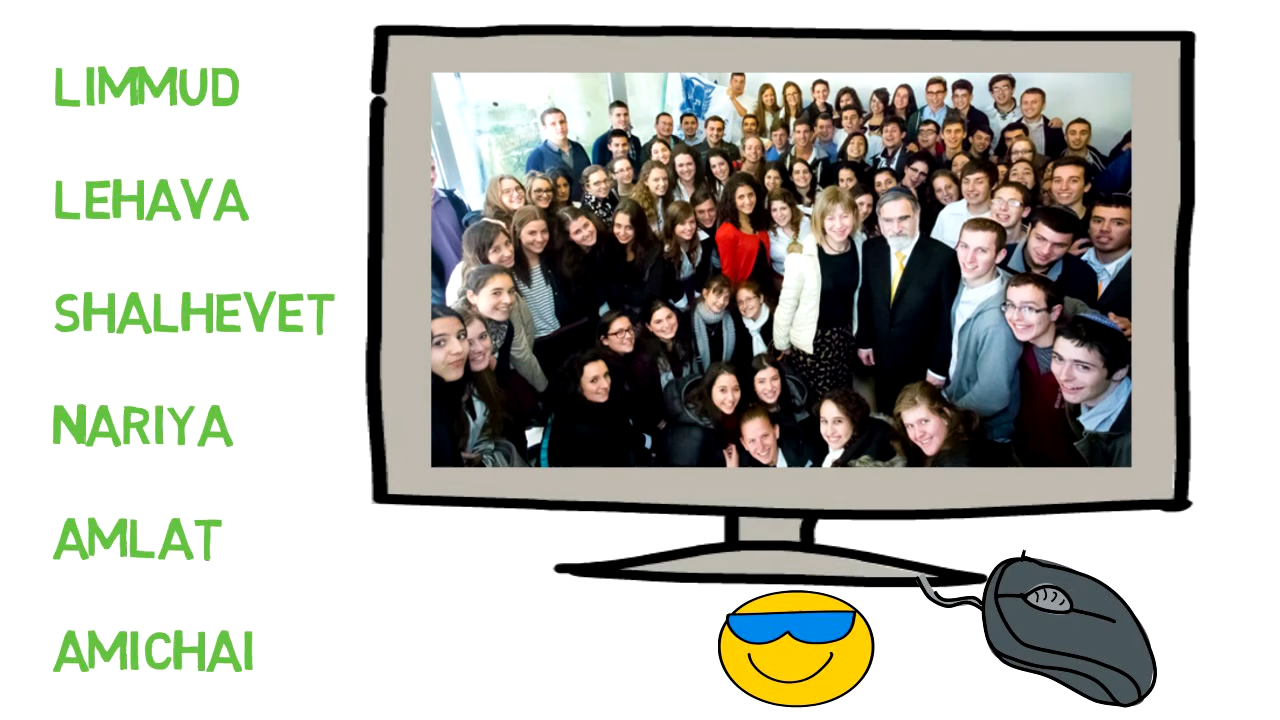 LIMMUD
LEHAVA
SHALHEVET
NARIYA
AMLAT
AMICHAI